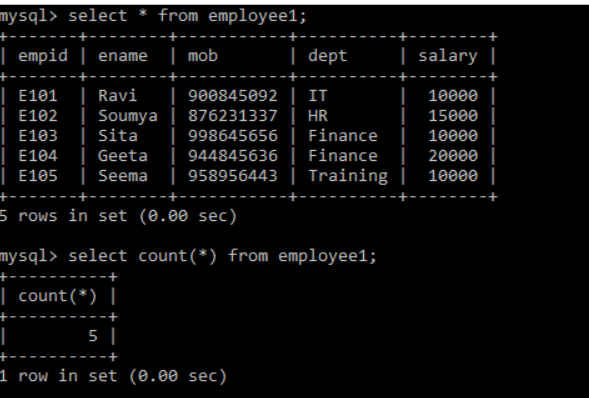 mysql> select * from employee1;
+-------+--------+-----------+----------+--------+
| empid | ename | mob | dept | salary |
+-------+--------+-----------+----------+--------+
| E101 | Ravi | 900845092 | IT | 10000 |
| E102 | Soumya | 876231337 | HR | 15000 |
| E103 | Sita | 998645656 | Finance | 10000 |
| E104 | Geeta | 944845636 | Finance | 20000 |
| E105 | Seema | 958956443 | Training | 10000 |
+-------+--------+-----------+----------+--------+
5 rows in set (0.00 sec)
mysql> select count(*) from employee1;
+----------+
| count(*) |
+----------+
| 5 |
+----------+
1 row in set (0.00 sec)